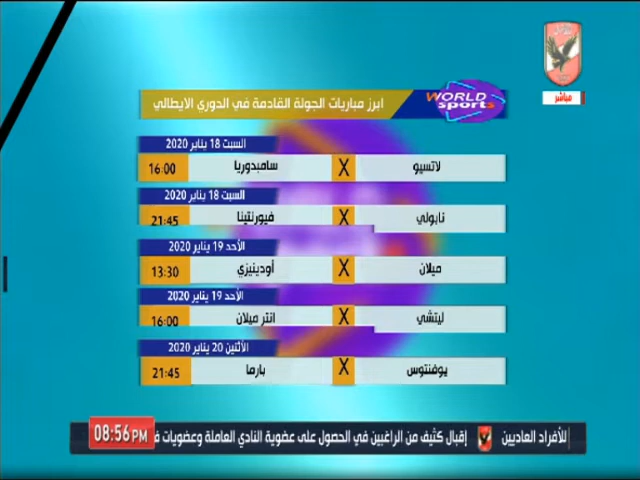 مباشر
WORLD
sports
ابرز مباريات الجولة القادمة في الدوري الايطالي
السبت 18 يناير 2020
لاتسيو X سامبدوريا 16:00
السبت 18 يناير 2020
نابولي X فيورنتينا 21:45
الأحد 19 يناير 2020
ميلان X أودينيزي 13:30
الأحد 19 يناير 2020
ليتشي X انتر ميلان 16:00
الأثنين 20 يناير 2020
يوفنتوس X بارما 21:45
للأفراد العاديين إقبال كثيف من الراغبين في الحصول على عضوية النادي العاملة وعضويات ف
08:56 PM